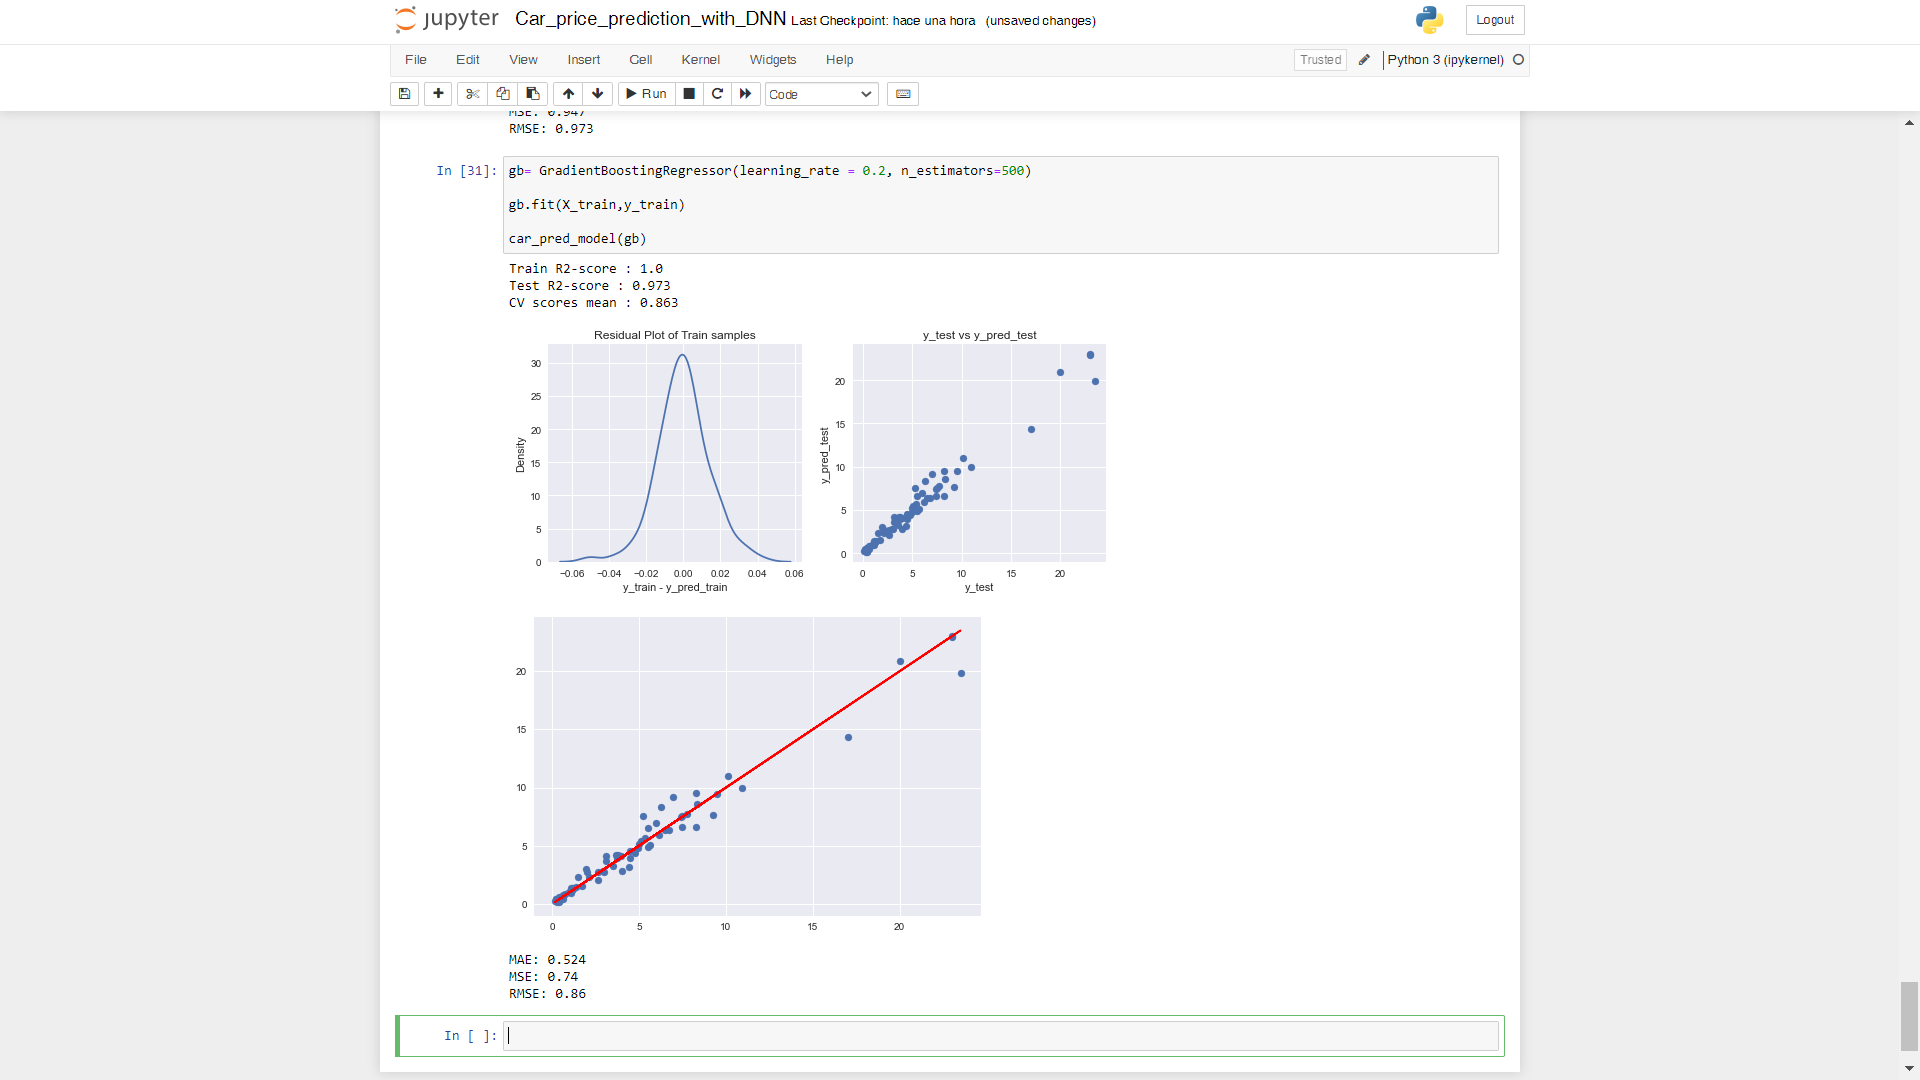 jupyter Car_price_prediction_with_DNN Last Checkpoint: hace una hora (unsaved changes) Logout
File Edit View Insert Cell Kernel Widgets Help Trusted Python 3 (ipykernel)
Run Code
MSE: 0.947
RMSE: 0.973
In [31]: gb= GradientBoostingRegressor(learning_rate = 0.2, n_estimators=500)
gb.fit(X_train,y_train)
car_pred_model(gb)
Train R2-score : 1.0
Test R2-score : 0.973
CV scores mean : 0.863
Residual Plot of Train samples
30
25
20
15
10
5
0
Density
−0.06 −0.04 −0.02 0.00 0.02 0.04 0.06
y_train - y_pred_train
y_test vs y_pred_test
20
15
10
5
0
y_pred_test
0 5 10 15 20
y_test
20
15
10
5
0
0 5 10 15 20
MAE: 0.524
MSE: 0.74
RMSE: 0.86
In [ ]: